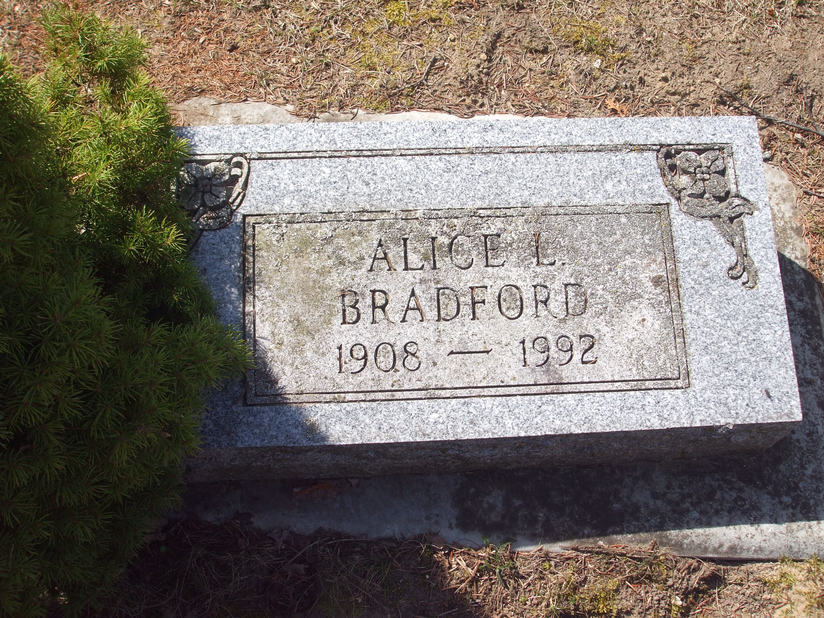 ALICE L.
BRADFORD
1908 — 1992